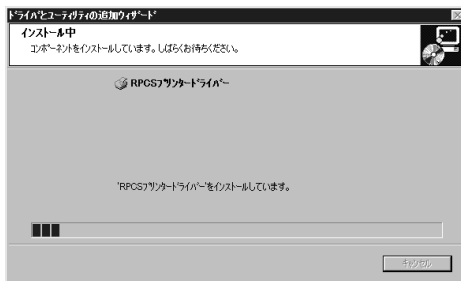 ﾄﾞﾗｲﾊﾞとﾕｰﾃｨﾘﾃｨの追加ｳｨｻﾞｰﾄﾞ
インストール中
ｺﾝﾎﾟｰﾈﾝﾄをｲﾝｽﾄｰﾙしています。しばらくお待ちください。
RPCSﾌﾟﾘﾝﾀｰﾄﾞﾗｲﾊﾞｰ
'RPCSﾌﾟﾘﾝﾀｰﾄﾞﾗｲﾊﾞｰ'をｲﾝｽﾄｰﾙしています。
ｷｬﾝｾﾙ